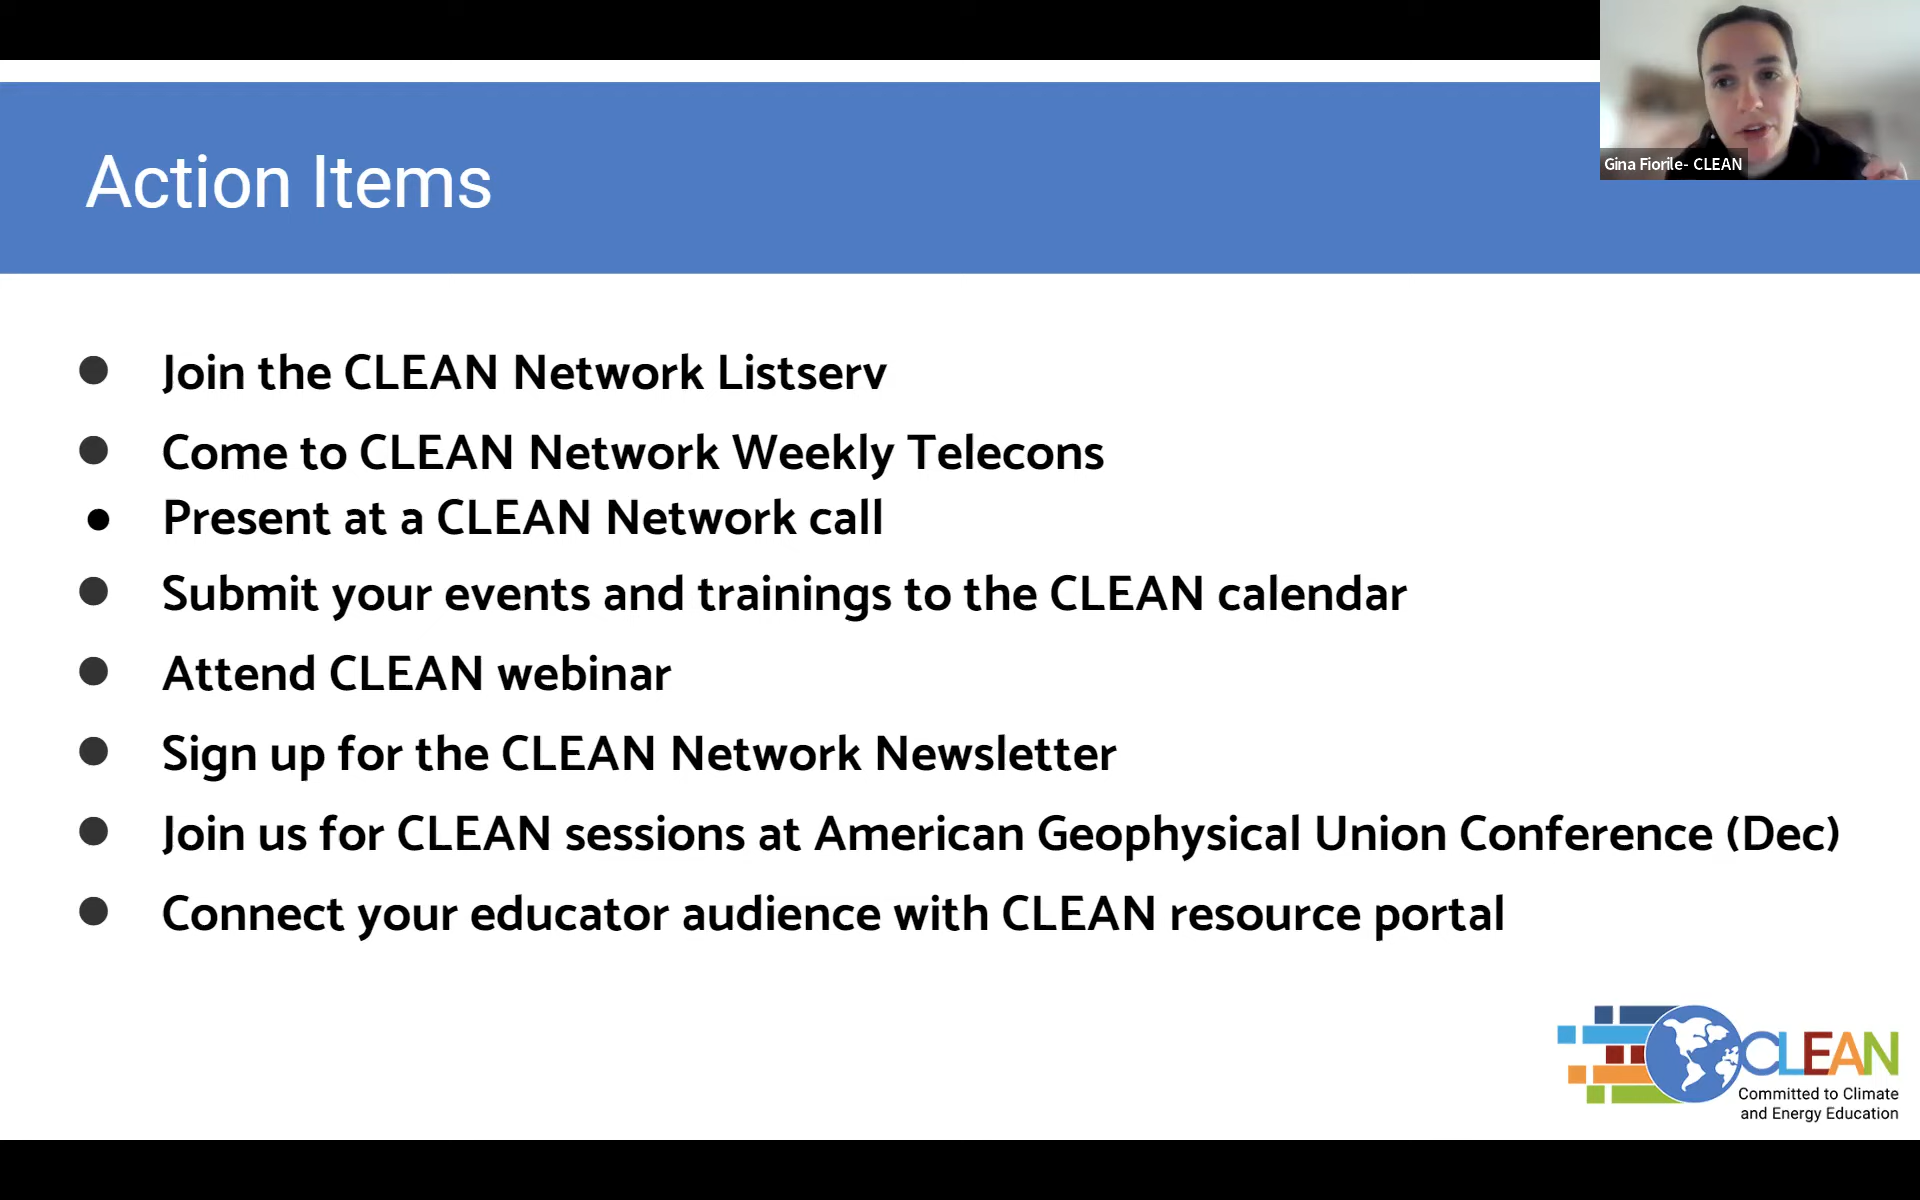 Gina Fiorile- CLEAN
Action Items
● Join the CLEAN Network Listserv
● Come to CLEAN Network Weekly Telecons
● Present at a CLEAN Network call
● Submit your events and trainings to the CLEAN calendar
● Attend CLEAN webinar
● Sign up for the CLEAN Network Newsletter
● Join us for CLEAN sessions at American Geophysical Union Conference (Dec)
● Connect your educator audience with CLEAN resource portal
CLEAN
Committed to Climate
and Energy Education